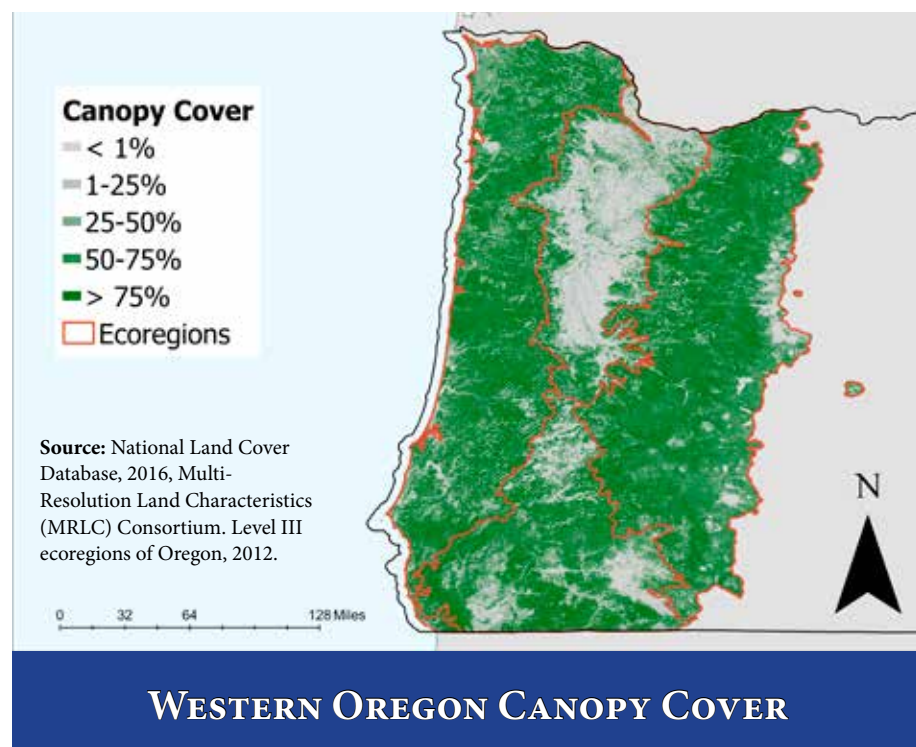 Canopy Cover
< 1%
1-25%
25-50%
50-75%
> 75%
Ecoregions
Source: National Land Cover
Database, 2016, Multi-
Resolution Land Characteristics
(MRLC) Consortium. Level III
ecoregions of Oregon, 2012.
N
0 32 64 128 Miles
Western Oregon Canopy Cover